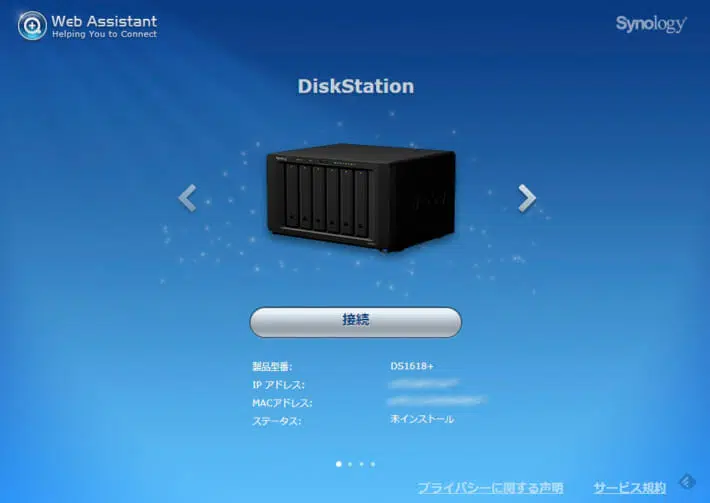 Web Assistant
Helping You to Connect
Synology
DiskStation
接続
製品型番: DS1618+
IP アドレス:
MACアドレス:
ステータス: 未インストール
プライバシーに関する声明 サービス規約